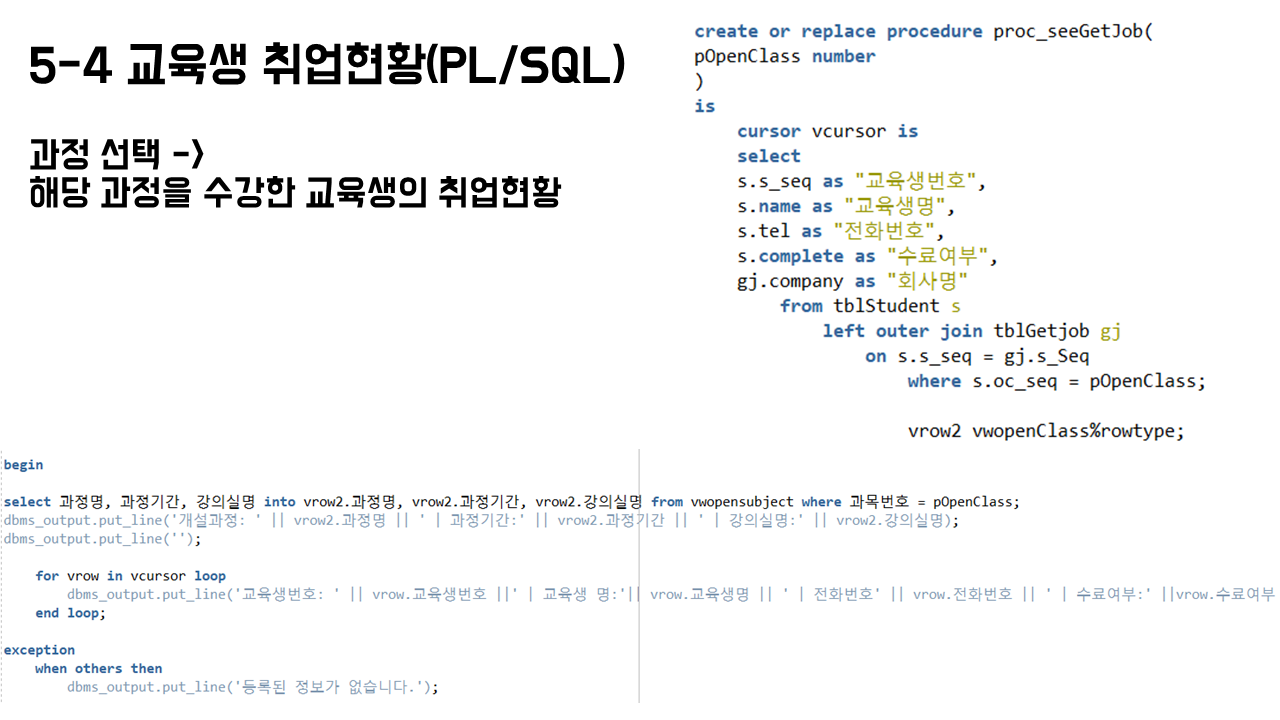 5-4 교육생 취업현황(PL/SQL)
과정 선택 ->
해당 과정을 수강한 교육생의 취업현황
create or replace procedure proc_seeGetJob(
pOpenClass number
)
is
cursor vcursor is
select
s.s_seq as "교육생번호",
s.name as "교육생명",
s.tel as "전화번호",
s.complete as "수료여부",
gj.company as "회사명"
from tblStudent s
left outer join tblGetjob gj
on s.s_seq = gj.s_Seq
where s.oc_seq = pOpenClass;
vrow2 vwopenClass%rowtype;
begin
select 과정명, 과정기간, 강의실명 into vrow2.과정명, vrow2.과정기간, vrow2.강의실명 from vwopensubject where 과목번호 = pOpenClass;
dbms_output.put_line('개설과정: ' || vrow2.과정명 || ' | 과정기간:' || vrow2.과정기간 || ' | 강의실명:' || vrow2.강의실명);
dbms_output.put_line('');
for vrow in vcursor loop
dbms_output.put_line('교육생번호: ' || vrow.교육생번호 ||' | 교육생 명:'|| vrow.교육생명 || ' | 전화번호' || vrow.전화번호 || ' | 수료여부:' ||vrow.수료여부
end loop;
exception
when others then
dbms_output.put_line('등록된 정보가 없습니다.');